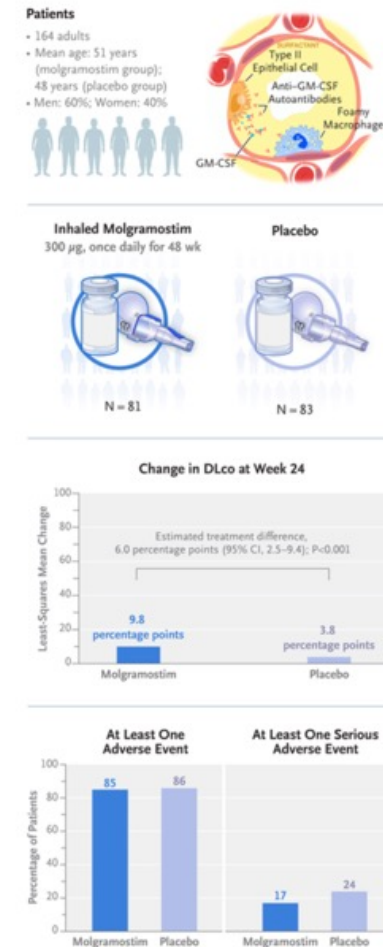 Patients
• 164 adults
• Mean age: 51 years
(molgramostim group);
48 years (placebo group)
• Men: 60%; Women: 40%
SURFACTANT
Type II
Epithelial Cell
Anti–GM-CSF
Autoantibodies
Foamy
Macrophage
GM-CSF
Inhaled Molgramostim
300 µg, once daily for 48 wk
N = 81
Placebo
N = 83
Change in DLco at Week 24
Least-Squares Mean Change
100
80
60
40
20
0
Estimated treatment difference,
6.0 percentage points (95% CI, 2.5–9.4); P<0.001
9.8
percentage points
3.8
percentage points
Molgramostim
Placebo
At Least One
Adverse Event
At Least One Serious
Adverse Event
Percentage of Patients
100
80
60
40
20
0
85
86
17
24
Molgramostim Placebo
Molgramostim Placebo